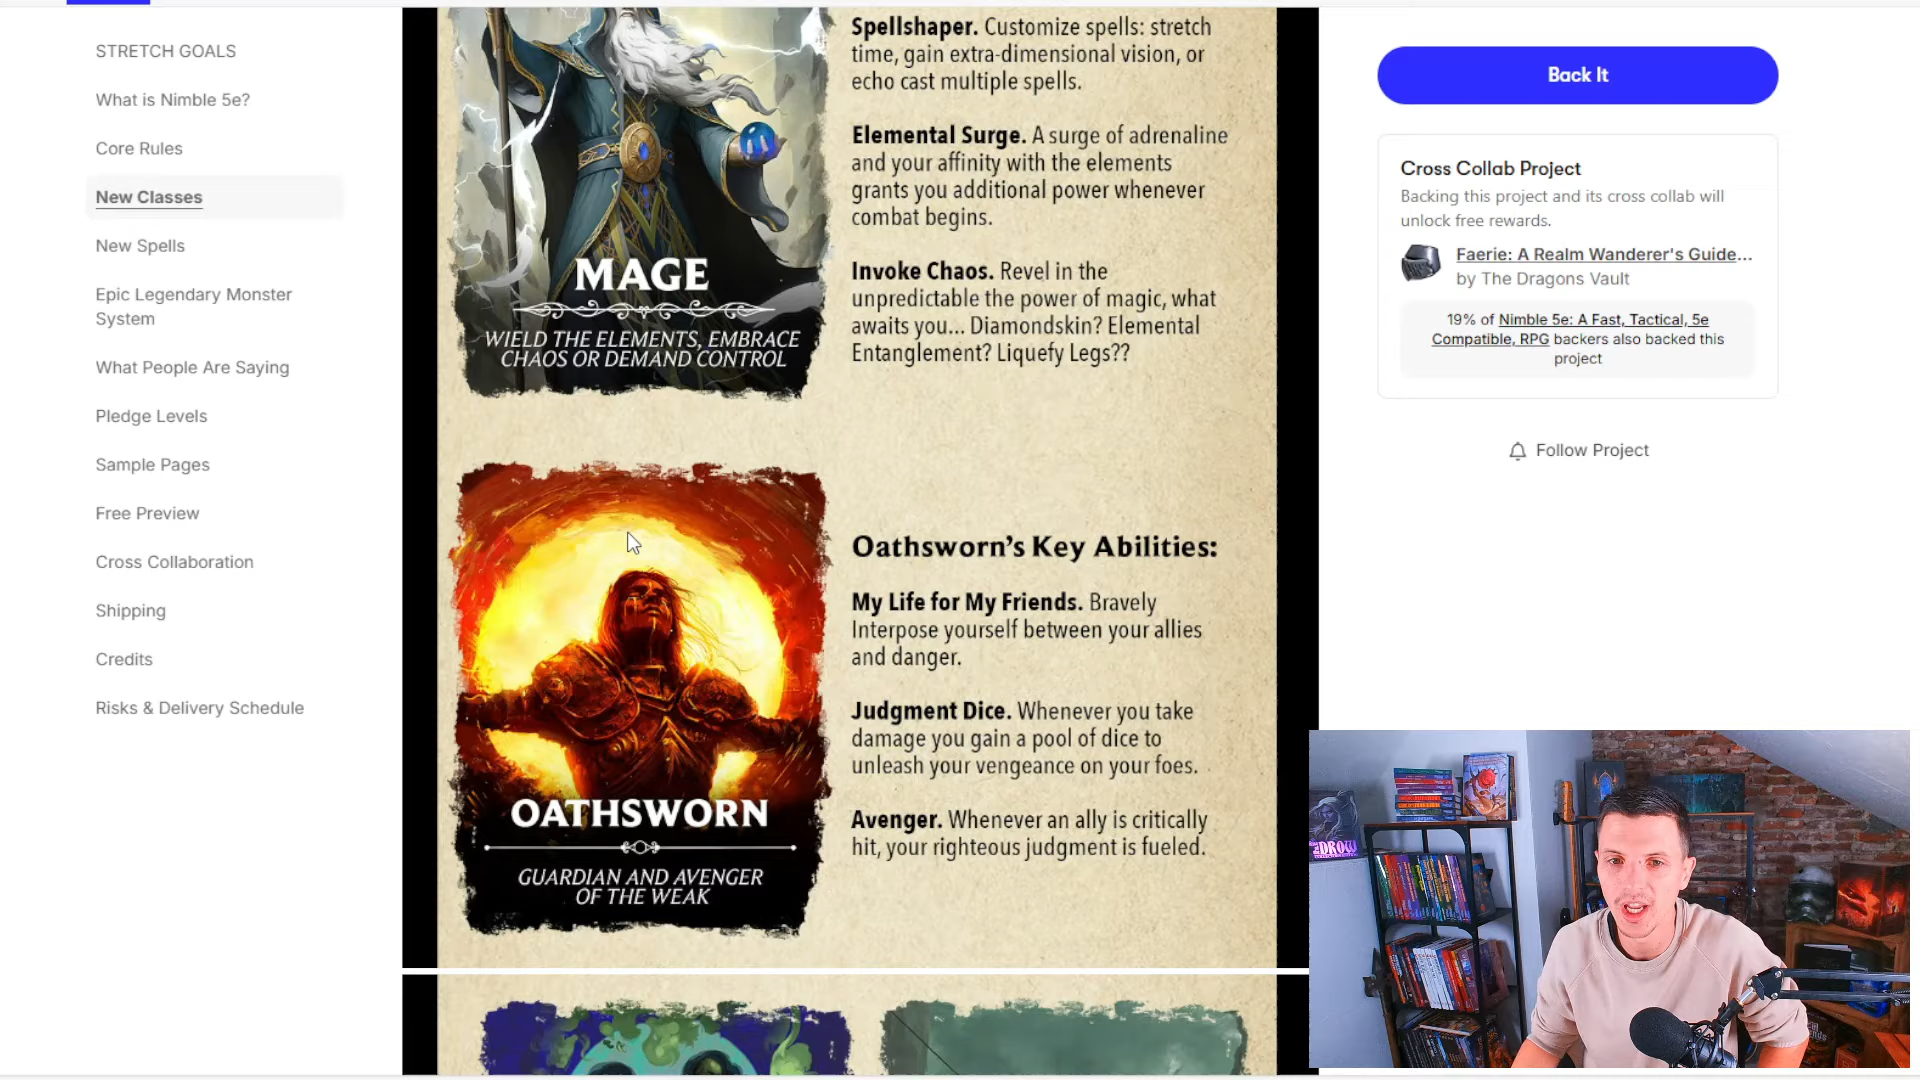 STRETCH GOALS
What is Nimble 5e?
Core Rules
New Classes
New Spells
Epic Legendary Monster
System
What People Are Saying
Pledge Levels
Sample Pages
Free Preview
Cross Collaboration
Shipping
Credits
Risks & Delivery Schedule
MAGE
WIELD THE ELEMENTS, EMBRACE
CHAOS OR DEMAND CONTROL
Spellshaper. Customize spells: stretch
time, gain extra-dimensional vision, or
echo cast multiple spells.
Elemental Surge. A surge of adrenaline
and your affinity with the elements
grants you additional power whenever
combat begins.
Invoke Chaos. Revel in the
unpredictable the power of magic, what
awaits you... Diamondskin? Elemental
Entanglement? Liquefy Legs??
OATHSWORN
GUARDIAN AND AVENGER
OF THE WEAK
Oathsworn's Key Abilities:
My Life for My Friends. Bravely
Interpose yourself between your allies
and danger.
Judgment Dice. Whenever you take
damage you gain a pool of dice to
unleash your vengeance on your foes.
Avenger. Whenever an ally is critically
hit, your righteous judgment is fueled.
Back It
Cross Collab Project
Backing this project and its cross collab will
unlock free rewards.
Faerie: A Realm Wanderer's Guide...
by The Dragons Vault
19% of Nimble 5e: A Fast, Tactical, 5e
Compatible, RPG backers also backed this
project
Follow Project
DROW